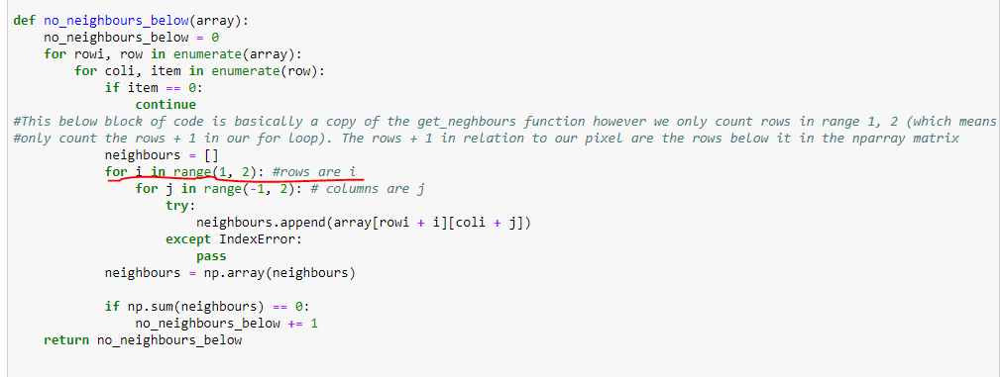 def no_neighbours_below(array):
    no_neighbours_below = 0
    for rowi, row in enumerate(array):
        for coli, item in enumerate(row):
            if item == 0:
                continue
#This below block of code is basically a copy of the get_neghbours function however we only count rows in range 1, 2 (which means
#only count the rows + 1 in our for loop). The rows + 1 in relation to our pixel are the rows below it in the nparray matrix
            neighbours = []
            for i in range(1, 2): #rows are i
                for j in range(-1, 2): # columns are j
                    try:
                        neighbours.append(array[rowi + i][coli + j])
                    except IndexError:
                        pass
            neighbours = np.array(neighbours)

            if np.sum(neighbours) == 0:
                no_neighbours_below += 1
    return no_neighbours_below